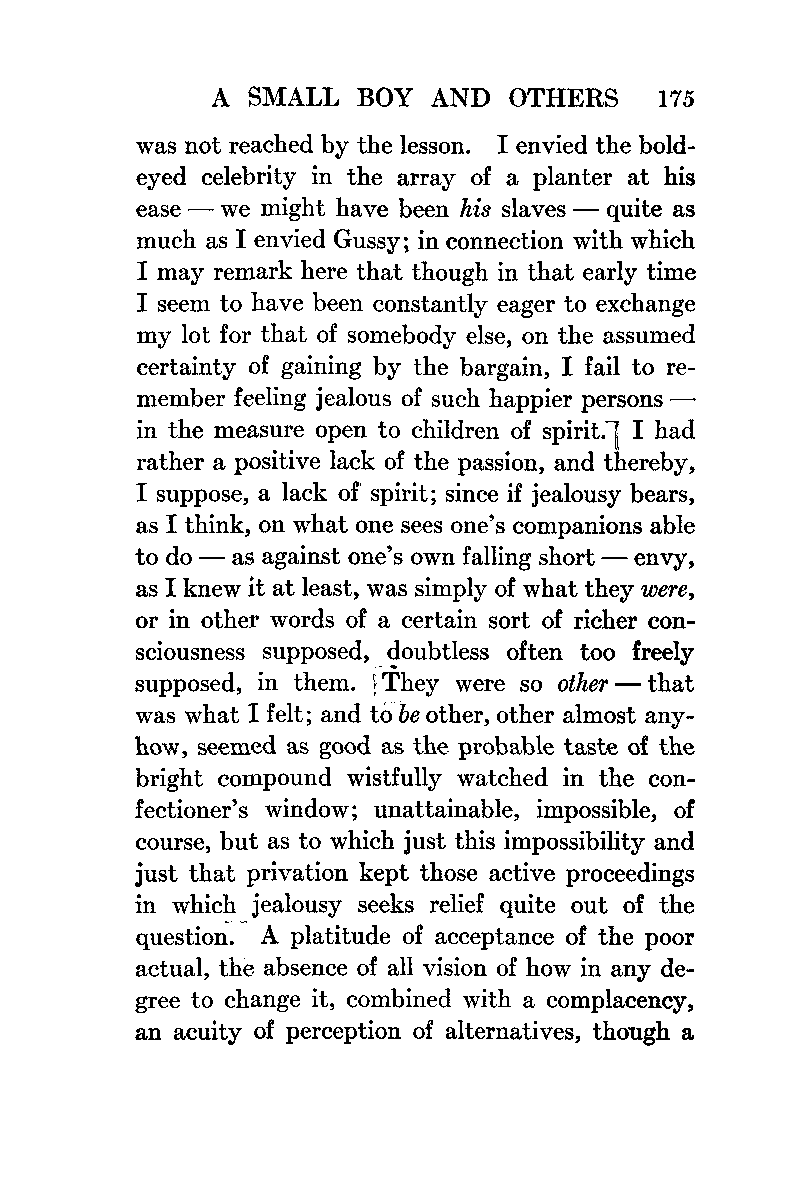 A SMALL BOY AND OTHERS 175
was not reached by the lesson. I envied the bold-
eyed celebrity in the array of a planter at his
ease — we might have been his slaves — quite as
much as I envied Gussy; in connection with which
I may remark here that though in that early time
I seem to have been constantly eager to exchange
my lot for that of somebody else, on the assumed
certainty of gaining by the bargain, I fail to re-
member feeling jealous of such happier persons —
in the measure open to children of spirit. I had
rather a positive lack of the passion, and thereby,
I suppose, a lack of spirit; since if jealousy bears,
as I think, on what one sees one's companions able
to do — as against one's own falling short — envy,
as I knew it at least, was simply of what they were,
or in other words of a certain sort of richer con-
sciousness supposed, doubtless often too freely
supposed, in them. They were so other — that
was what I felt; and to be other, other almost any-
how, seemed as good as the probable taste of the
bright compound wistfully watched in the con-
fectioner's window; unattainable, impossible, of
course, but as to which just this impossibility and
just that privation kept those active proceedings
in which jealousy seeks relief quite out of the
question. A platitude of acceptance of the poor
actual, the absence of all vision of how in any de-
gree to change it, combined with a complacency,
an acuity of perception of alternatives, though a